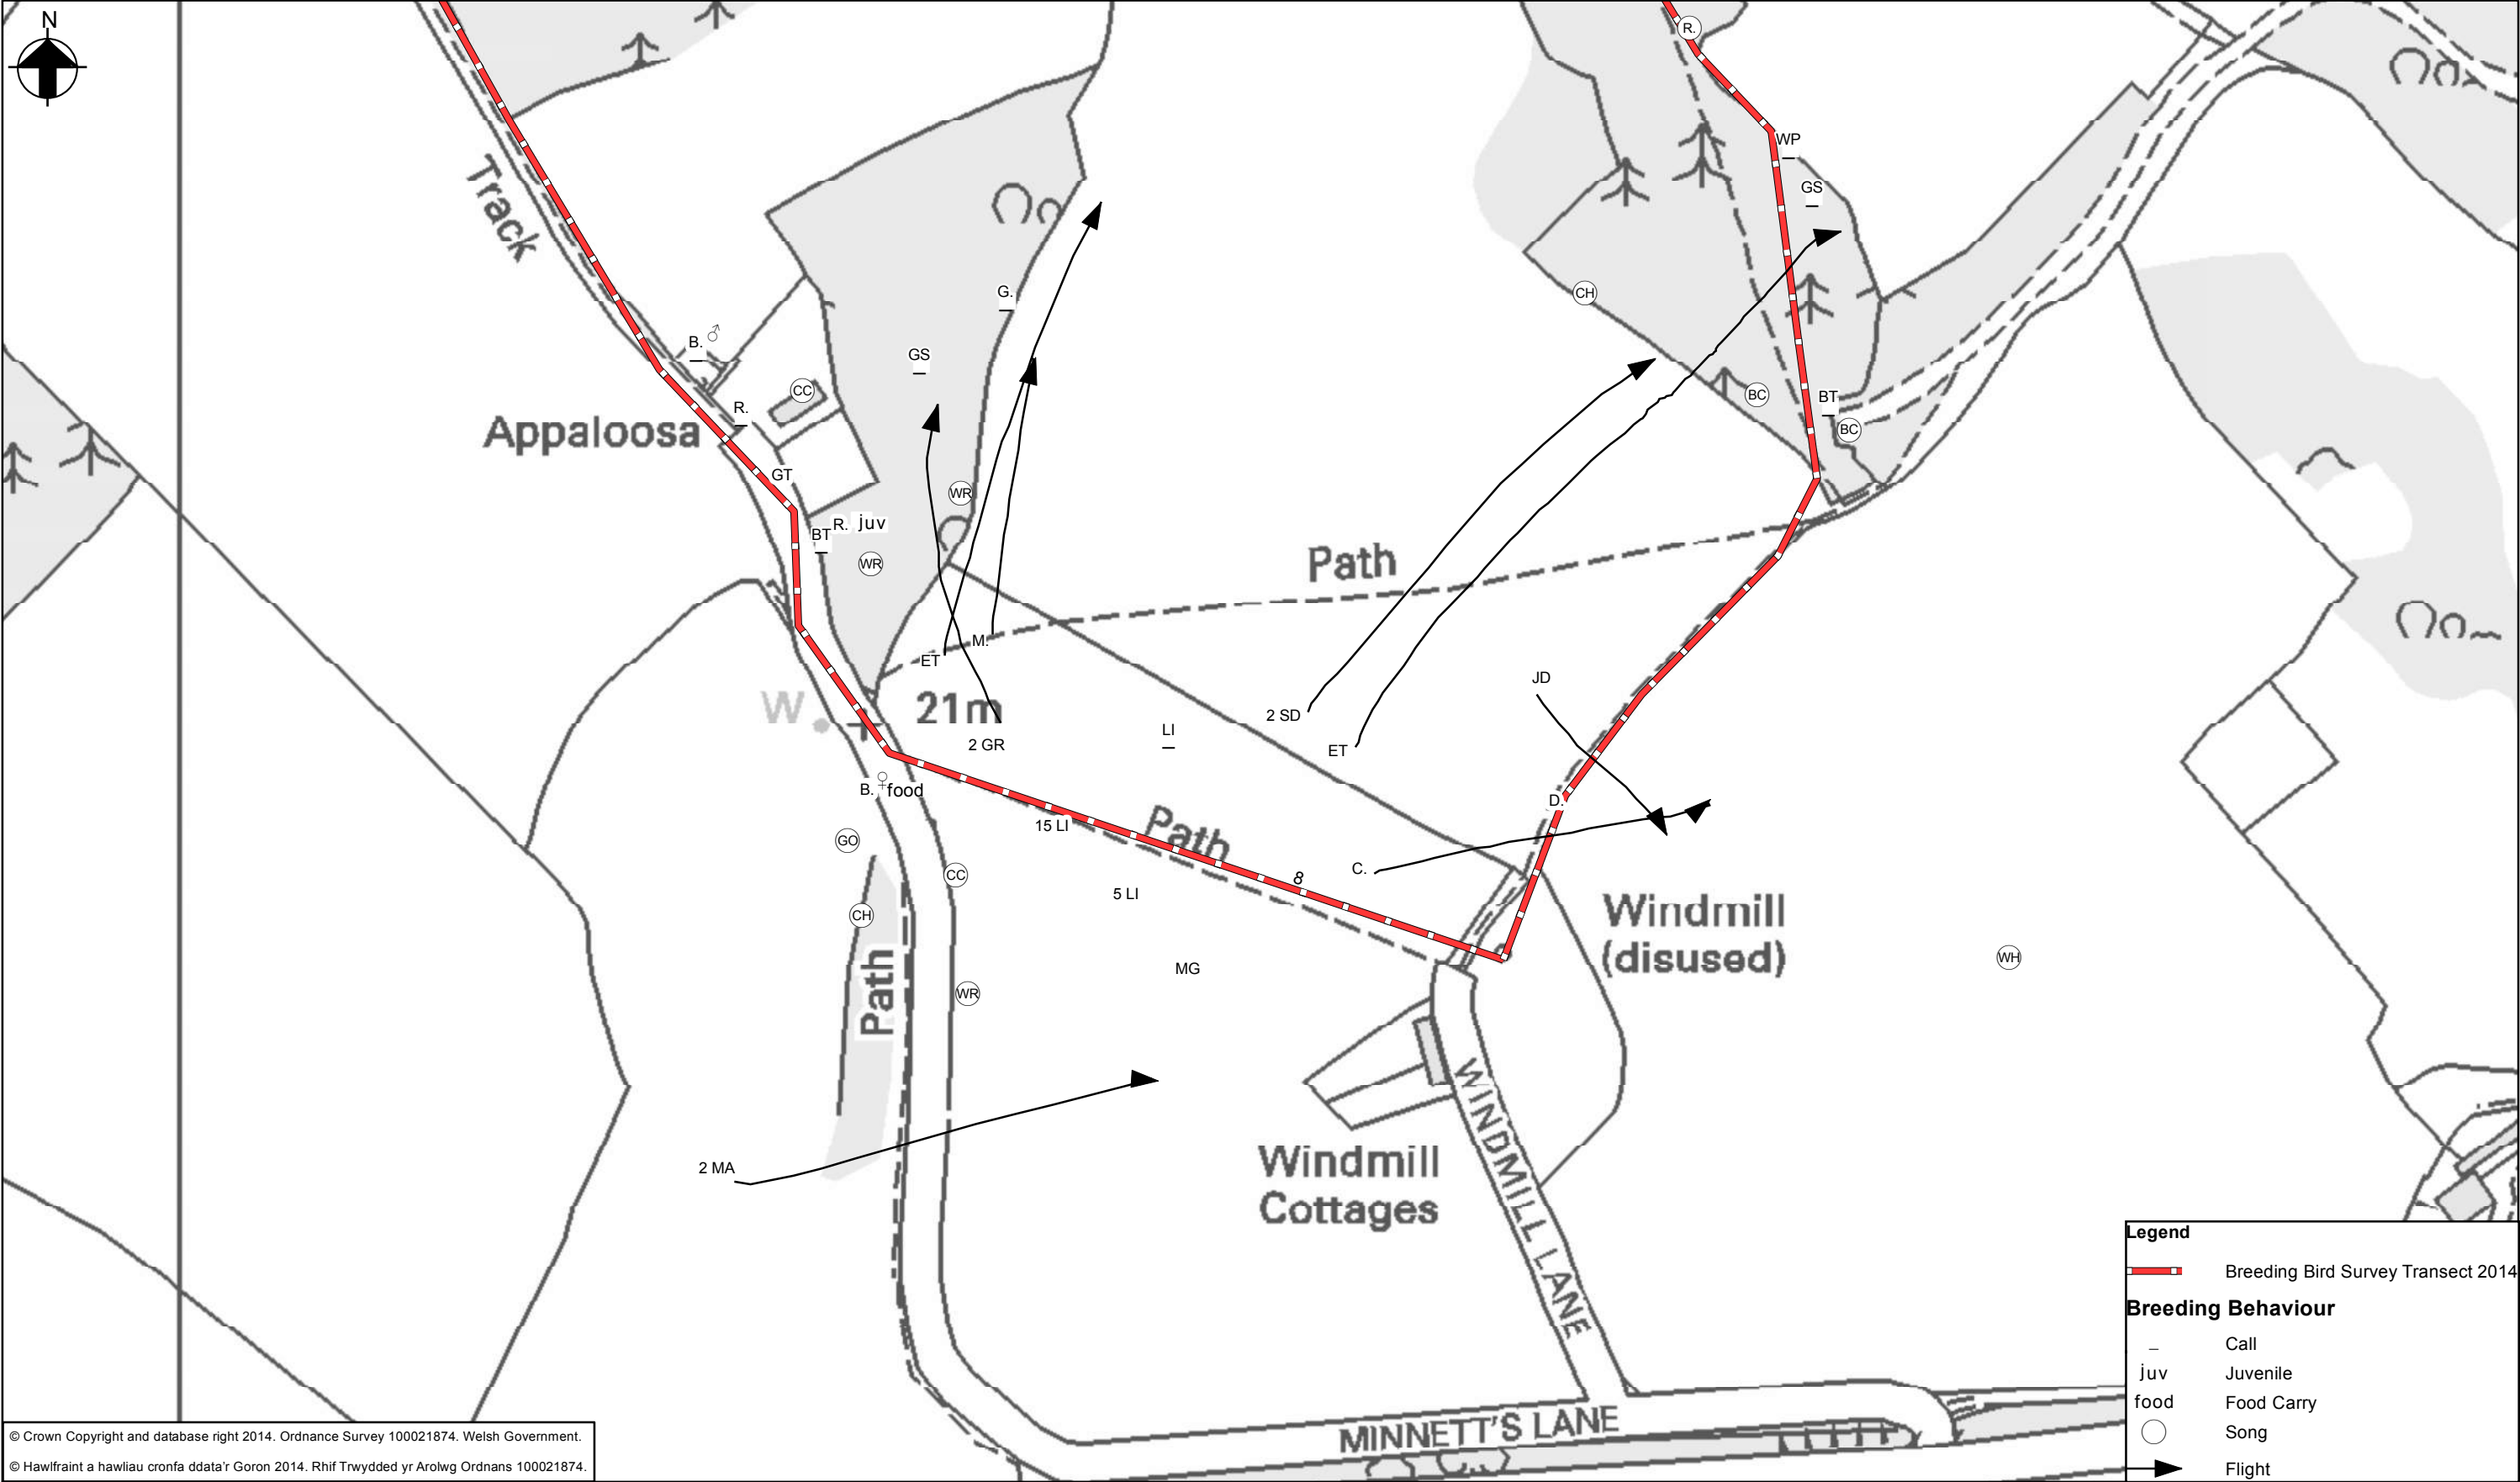 N
R.
WP
GS
Track
CH
G.
B. ♂
GS
CC
BC
BT
R.
BC
Appaloosa
GT
WR
R. juv
BT
WR
Path
M.
ET
JD
W
21m
2 SD
LI
2 GR
ET
B. ♀ food
D.
15 LI
Path
GO
C.
8
CC
5 LI
CH
Windmill
(disused)
WH
MG
Path
WR
2 MA
Windmill
Cottages
WINDMILL LANE
MINNETT'S LANE
Legend
Breeding Bird Survey Transect 2014
Breeding Behaviour
– Call
juv Juvenile
food Food Carry
Song
Flight
© Crown Copyright and database right 2014. Ordnance Survey 100021874. Welsh Government.
© Hawlfraint a hawliau cronfa ddata'r Goron 2014. Rhif Trwydded yr Arolwg Ordnans 100021874.